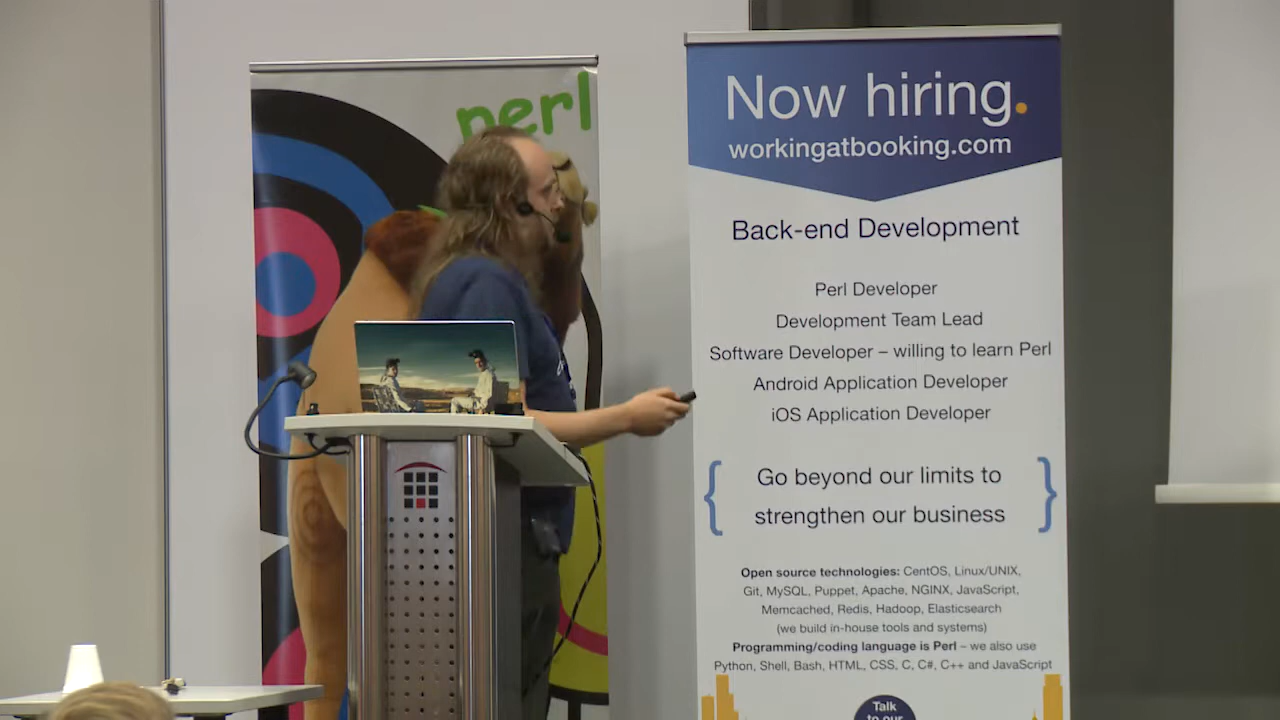 perl
Now hiring.
workingatbooking.com
Back-end Development
Perl Developer
Development Team Lead
Software Developer – willing to learn Perl
Android Application Developer
iOS Application Developer
{ Go beyond our limits to
strengthen our business }
Open source technologies: CentOS, Linux/UNIX,
Git, MySQL, Puppet, Apache, NGINX, JavaScript,
Memcached, Redis, Hadoop, Elasticsearch
(we build in-house tools and systems)
Programming/coding language is Perl – we also use
Python, Shell, Bash, HTML, CSS, C, C#, C++ and JavaScript
Talk
to our